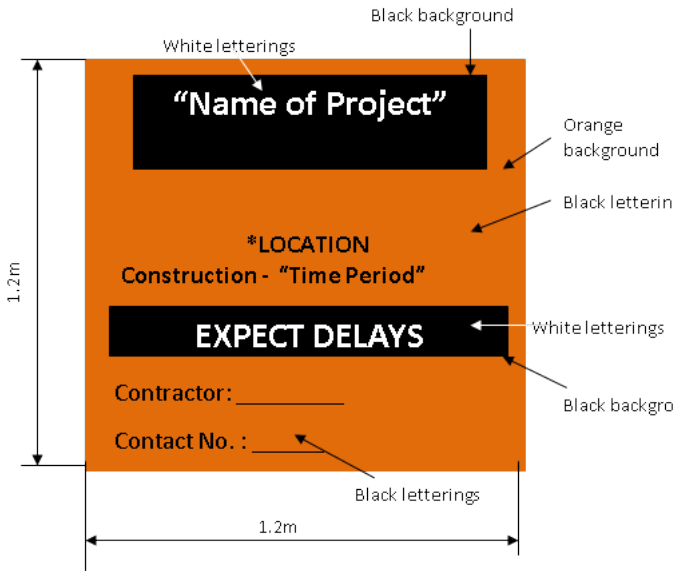 Black background
White letterings
“Name of Project”
Orange
background
Black letterin
*LOCATION
Construction - “Time Period”
1.2m
EXPECT DELAYS
White letterings
Contractor: __________
Black backgro
Contact No. : ______
Black letterings
1.2m